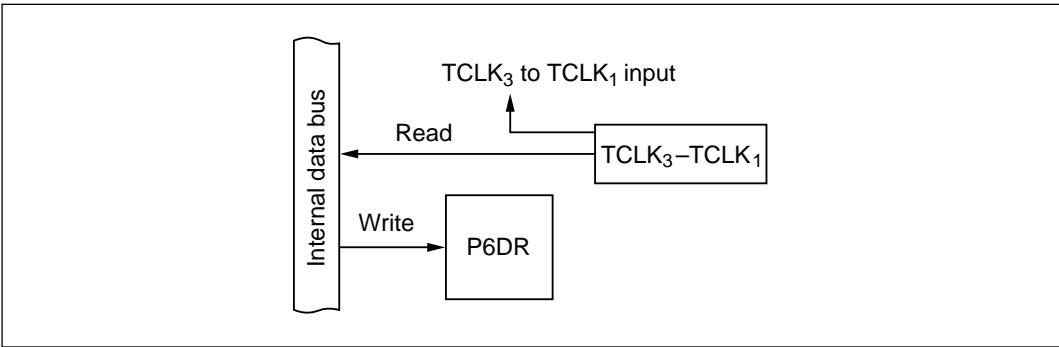 TCLK₃ to TCLK₁ input
Internal data bus
Read
TCLK₃–TCLK₁
Write
P6DR